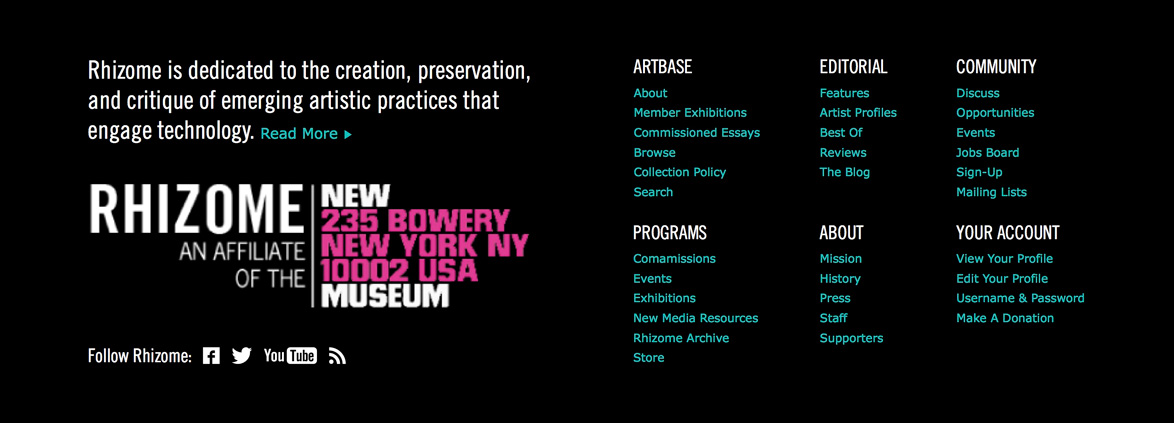 Rhizome is dedicated to the creation, preservation,
and critique of emerging artistic practices that
engage technology. Read More
RHIZOME
AN AFFILIATE
OF THE
NEW
235 BOWERY
NEW YORK NY
10002 USA
MUSEUM
Follow Rhizome:
You Tube
ARTBASE
About
Member Exhibitions
Commissioned Essays
Browse
Collection Policy
Search
EDITORIAL
Features
Artist Profiles
Best Of
Reviews
The Blog
COMMUNITY
Discuss
Opportunities
Events
Jobs Board
Sign-Up
Mailing Lists
PROGRAMS
Comamissions
Events
Exhibitions
New Media Resources
Rhizome Archive
Store
ABOUT
Mission
History
Press
Staff
Supporters
YOUR ACCOUNT
View Your Profile
Edit Your Profile
Username & Password
Make A Donation